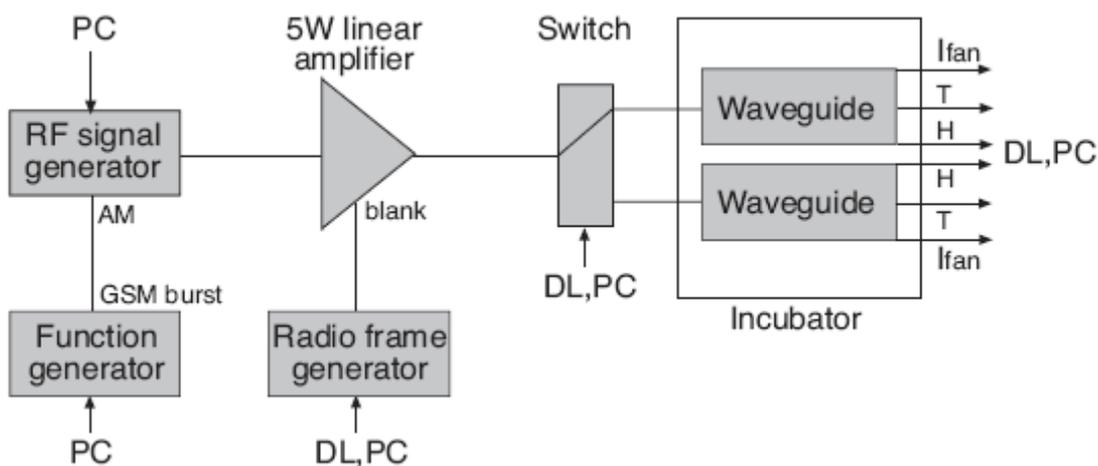 PC
5W linear
amplifier
Switch
RF signal
generator
AM
blank
GSM burst
Function
generator
PC
Radio frame
generator
DL,PC
DL,PC
Waveguide
Waveguide
Incubator
Ifan
T
H
DL,PC
H
T
Ifan